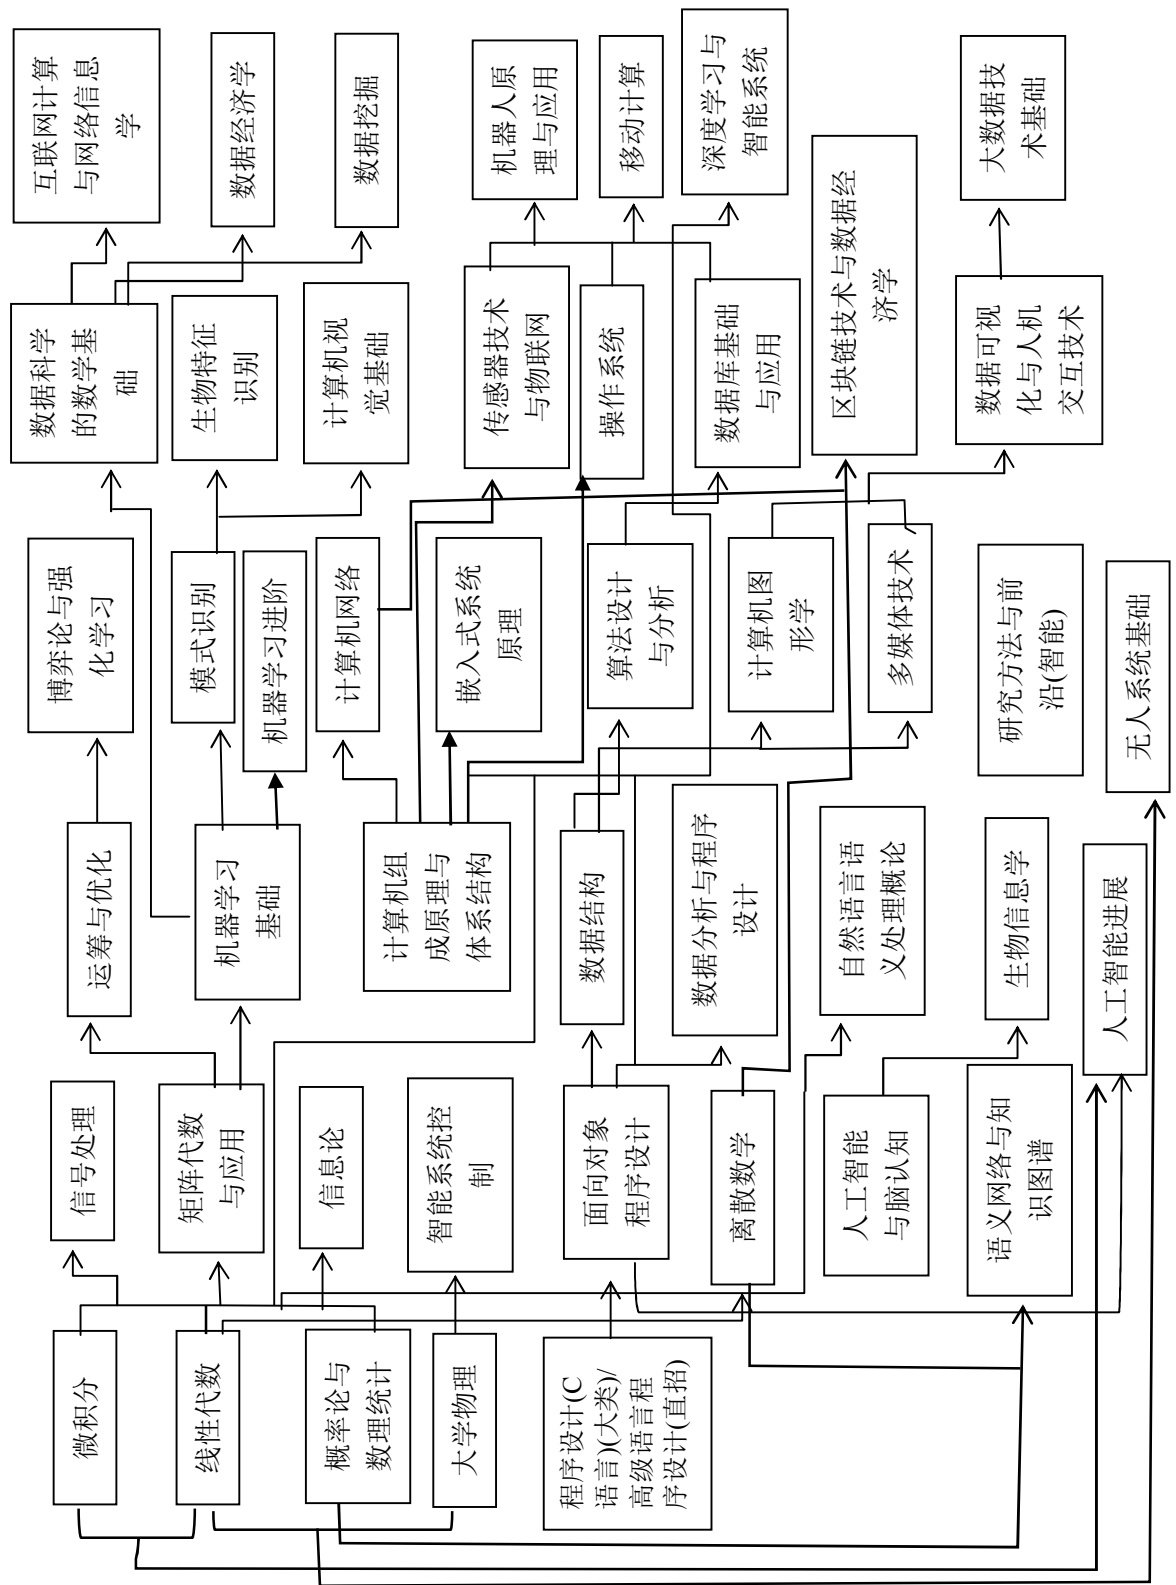 微积分
线性代数
概率论与
数理统计
大学物理
程序设计(C
语言)(大类)/
高级语言程
序设计(直招)
信号处理
矩阵代数
与应用
信息论
智能系统控
制
面向对象
程序设计
离散数学
人工智能
与脑认知
语义网络与知
识图谱
运筹与优化
机器学习
基础
计算机组
成原理与
体系结构
数据结构
数据分析与程序
设计
自然语言语
义处理概论
生物信息学
人工智能进展
博弈论与强
化学习
模式识别
机器学习进阶
计算机网络
嵌入式系统
原理
算法设计
与分析
计算机图
形学
多媒体技术
研究方法与前
沿(智能)
无人系统基础
数据科学
的数学基
础
生物特征
识别
计算机视
觉基础
传感器技术
与物联网
操作系统
数据库基础
与应用
区块链技术与数据经
济学
数据可视
化与人机
交互技术
互联网计算
与网络信息
学
数据经济学
数据挖掘
机器人原
理与应用
移动计算
深度学习与
智能系统
大数据技
术基础